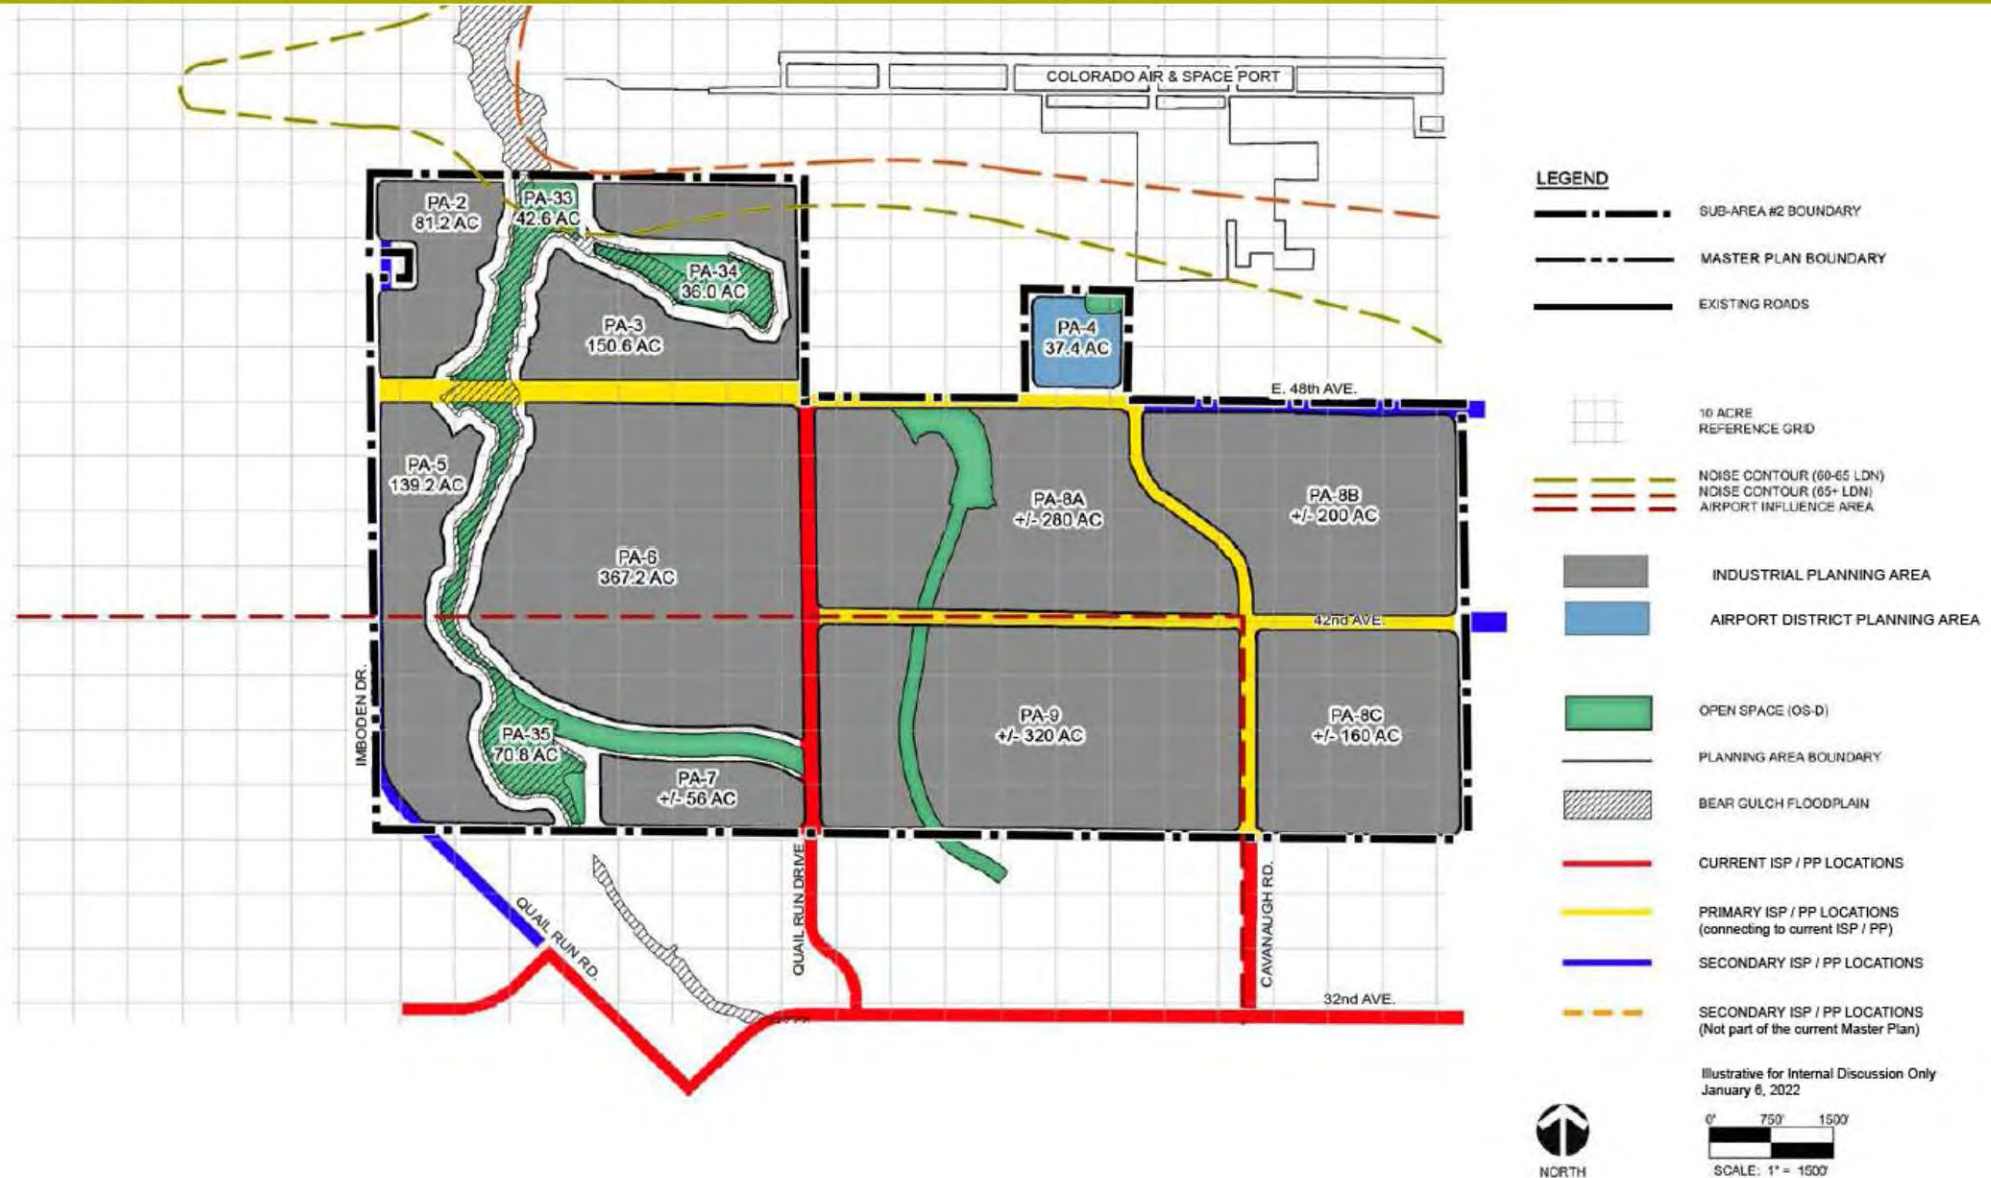 COLORADO AIR & SPACE PORT
PA-2
81.2 AC
PA-33
42.6 AC
PA-34
36.0 AC
PA-3
150.6 AC
PA-4
37.4 AC
E. 48th AVE.
PA-5
139.2 AC
PA-6
367.2 AC
PA-8A
+/- 280 AC
PA-8B
+/- 200 AC
42nd AVE.
IMBODEN DR.
PA-35
70.8 AC
PA-7
+/- 56 AC
PA-9
+/- 320 AC
PA-8C
+/- 160 AC
QUAIL RUN RD.
QUAIL RUN DRIVE
CAVANAUGH RD.
32nd AVE.
LEGEND
SUB-AREA #2 BOUNDARY
MASTER PLAN BOUNDARY
EXISTING ROADS
10 ACRE
REFERENCE GRID
NOISE CONTOUR (60-65 LDN)
NOISE CONTOUR (65+ LDN)
AIRPORT INFLUENCE AREA
INDUSTRIAL PLANNING AREA
AIRPORT DISTRICT PLANNING AREA
OPEN SPACE (OS-D)
PLANNING AREA BOUNDARY
BEAR GULCH FLOODPLAIN
CURRENT ISP / PP LOCATIONS
PRIMARY ISP / PP LOCATIONS
(connecting to current ISP / PP)
SECONDARY ISP / PP LOCATIONS
SECONDARY ISP / PP LOCATIONS
(Not part of the current Master Plan)
Illustrative for Internal Discussion Only
January 6, 2022
0' 750' 1500'
SCALE: 1" = 1500'
NORTH